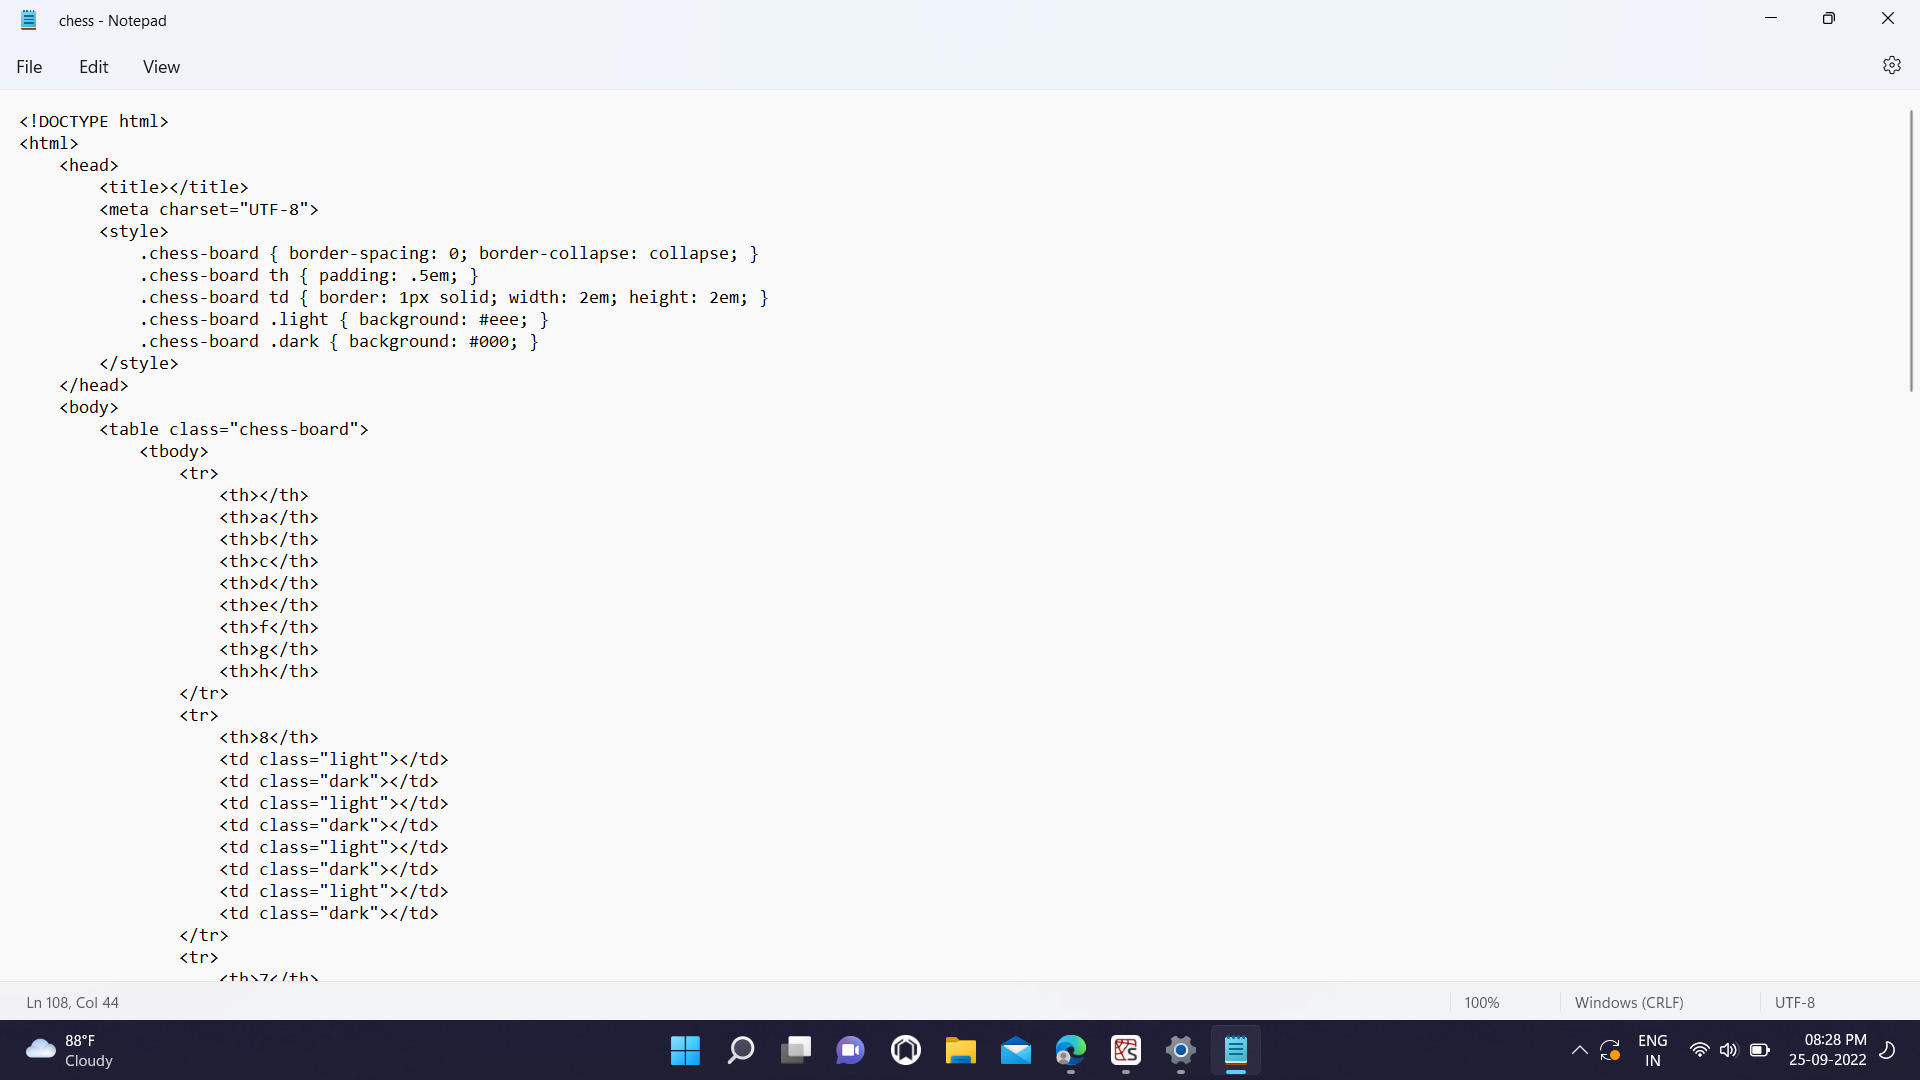 chess - Notepad
File Edit View
<!DOCTYPE html>
<html>
    <head>
        <title></title>
        <meta charset="UTF-8">
        <style>
            .chess-board { border-spacing: 0; border-collapse: collapse; }
            .chess-board th { padding: .5em; }
            .chess-board td { border: 1px solid; width: 2em; height: 2em; }
            .chess-board .light { background: #eee; }
            .chess-board .dark { background: #000; }
        </style>
    </head>
    <body>
        <table class="chess-board">
            <tbody>
                <tr>
                    <th></th>
                    <th>a</th>
                    <th>b</th>
                    <th>c</th>
                    <th>d</th>
                    <th>e</th>
                    <th>f</th>
                    <th>g</th>
                    <th>h</th>
                </tr>
                <tr>
                    <th>8</th>
                    <td class="light"></td>
                    <td class="dark"></td>
                    <td class="light"></td>
                    <td class="dark"></td>
                    <td class="light"></td>
                    <td class="dark"></td>
                    <td class="light"></td>
                    <td class="dark"></td>
                </tr>
                <tr>
                    <th>7</th>
Ln 108, Col 44 100% Windows (CRLF) UTF-8
88°F
Cloudy
ENG
IN
08:28 PM
25-09-2022